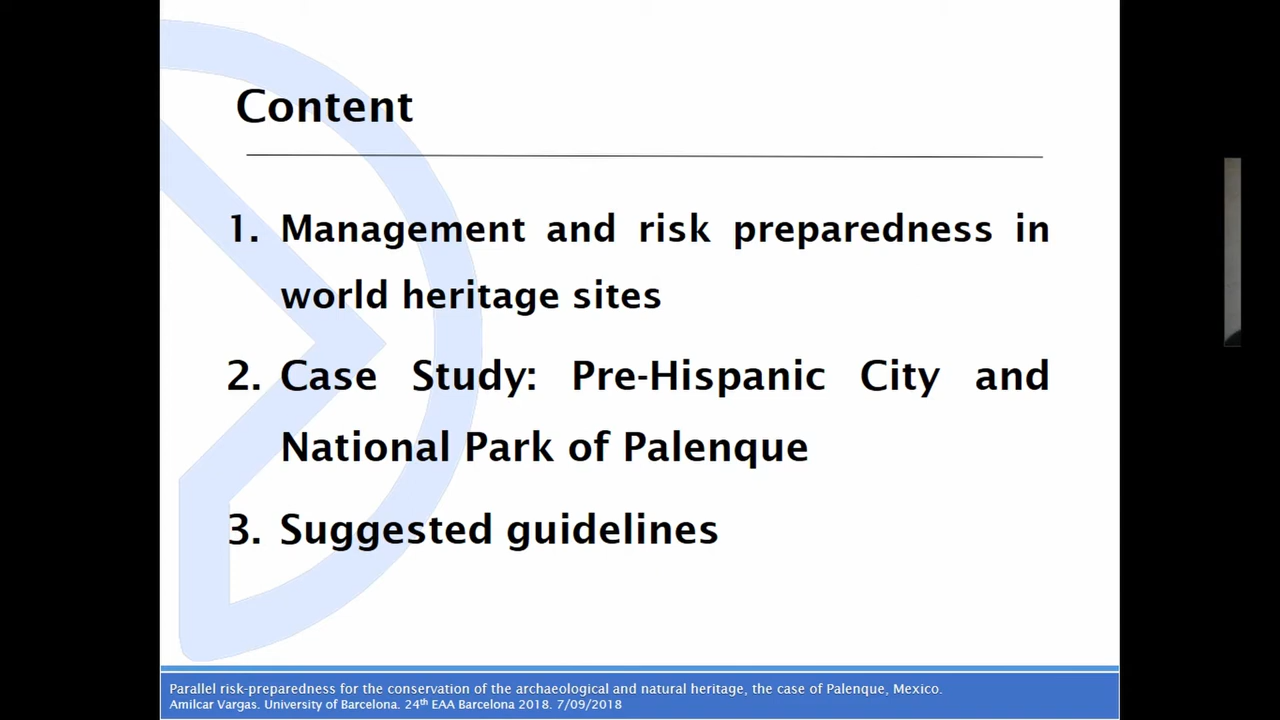 Content
1. Management and risk preparedness in
world heritage sites
2. Case Study: Pre-Hispanic City and
National Park of Palenque
3. Suggested guidelines
Parallel risk-preparedness for the conservation of the archaeological and natural heritage, the case of Palenque, Mexico.
Amilcar Vargas. University of Barcelona. 24th EAA Barcelona 2018. 7/09/2018